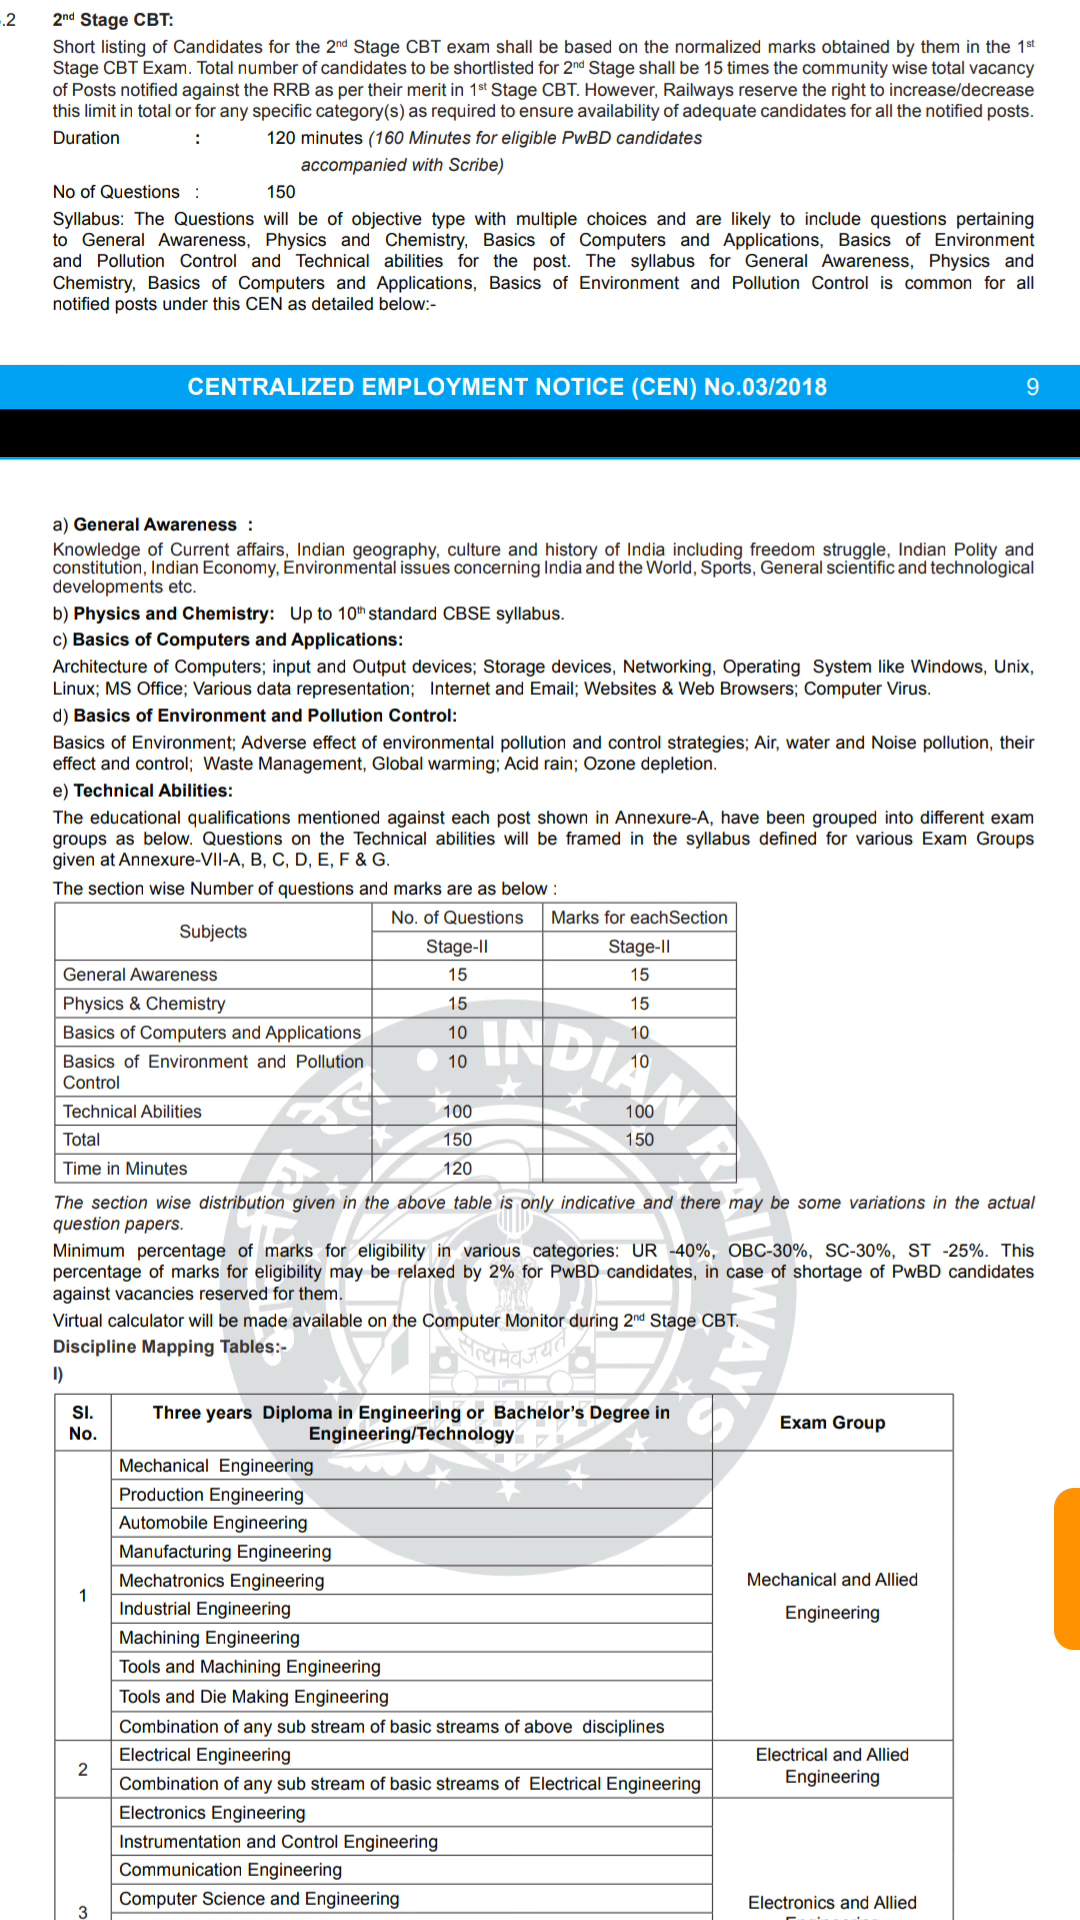 .2 2nd Stage CBT:
Short listing of Candidates for the 2nd Stage CBT exam shall be based on the normalized marks obtained by them in the 1st
Stage CBT Exam. Total number of candidates to be shortlisted for 2nd Stage shall be 15 times the community wise total vacancy
of Posts notified against the RRB as per their merit in 1st Stage CBT. However, Railways reserve the right to increase/decrease
this limit in total or for any specific category(s) as required to ensure availability of adequate candidates for all the notified posts.
Duration : 120 minutes (160 Minutes for eligible PwBD candidates
accompanied with Scribe)
No of Questions : 150
Syllabus: The Questions will be of objective type with multiple choices and are likely to include questions pertaining
to General Awareness, Physics and Chemistry, Basics of Computers and Applications, Basics of Environment
and Pollution Control and Technical abilities for the post. The syllabus for General Awareness, Physics and
Chemistry, Basics of Computers and Applications, Basics of Environment and Pollution Control is common for all
notified posts under this CEN as detailed below:-
CENTRALIZED EMPLOYMENT NOTICE (CEN) No.03/2018 9
a) General Awareness :
Knowledge of Current affairs, Indian geography, culture and history of India including freedom struggle, Indian Polity and
constitution, Indian Economy, Environmental issues concerning India and the World, Sports, General scientific and technological
developments etc.
b) Physics and Chemistry: Up to 10th standard CBSE syllabus.
c) Basics of Computers and Applications:
Architecture of Computers; input and Output devices; Storage devices, Networking, Operating System like Windows, Unix,
Linux; MS Office; Various data representation; Internet and Email; Websites & Web Browsers; Computer Virus.
d) Basics of Environment and Pollution Control:
Basics of Environment; Adverse effect of environmental pollution and control strategies; Air, water and Noise pollution, their
effect and control; Waste Management, Global warming; Acid rain; Ozone depletion.
e) Technical Abilities:
The educational qualifications mentioned against each post shown in Annexure-A, have been grouped into different exam
groups as below. Questions on the Technical abilities will be framed in the syllabus defined for various Exam Groups
given at Annexure-VII-A, B, C, D, E, F & G.
The section wise Number of questions and marks are as below :
Subjects No. of Questions Marks for eachSection
Stage-II Stage-II
General Awareness 15 15
Physics & Chemistry 15 15
Basics of Computers and Applications 10 10
Basics of Environment and Pollution 10 10
Control
Technical Abilities 100 100
Total 150 150
Time in Minutes 120
The section wise distribution given in the above table is only indicative and there may be some variations in the actual
question papers.
Minimum percentage of marks for eligibility in various categories: UR -40%, OBC-30%, SC-30%, ST -25%. This
percentage of marks for eligibility may be relaxed by 2% for PwBD candidates, in case of shortage of PwBD candidates
against vacancies reserved for them.
Virtual calculator will be made available on the Computer Monitor during 2nd Stage CBT.
Discipline Mapping Tables:-
I)
Sl. No. Three years Diploma in Engineering or Bachelor's Degree in Engineering/Technology Exam Group
1 Mechanical Engineering
Production Engineering
Automobile Engineering
Manufacturing Engineering
Mechatronics Engineering
Industrial Engineering
Machining Engineering
Tools and Machining Engineering
Tools and Die Making Engineering
Combination of any sub stream of basic streams of above disciplines
Mechanical and Allied
Engineering
2 Electrical Engineering
Combination of any sub stream of basic streams of Electrical Engineering
Electrical and Allied
Engineering
3 Electronics Engineering
Instrumentation and Control Engineering
Communication Engineering
Computer Science and Engineering
Electronics and Allied
भारतीय रेल
INDIAN RAILWAYS
सत्यमेव जयते